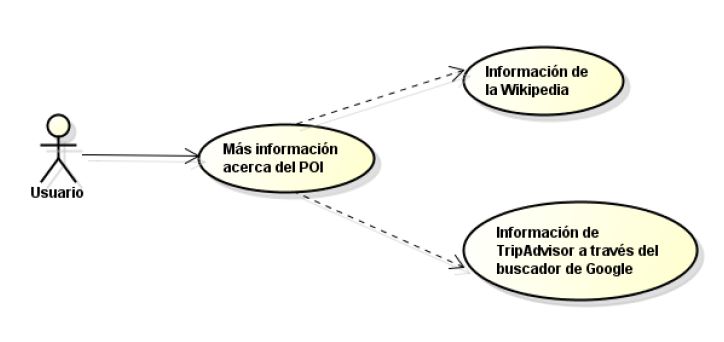 Información de
la Wikipedia
Más información
acerca del POI
Usuario
Información de
TripAdvisor a través del
buscador de Google